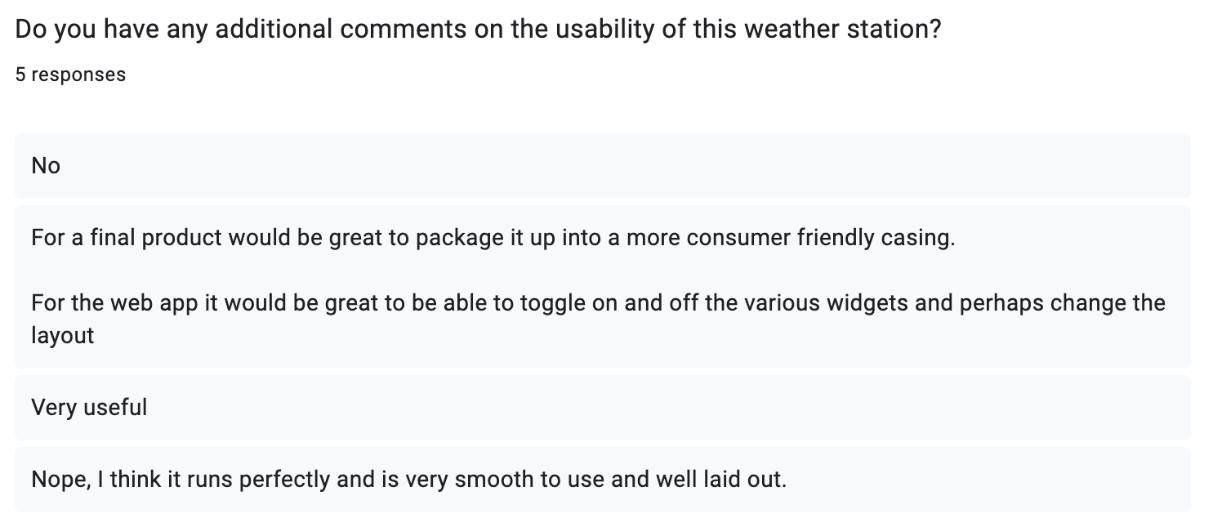 Do you have any additional comments on the usability of this weather station?
5 responses
No
For a final product would be great to package it up into a more consumer friendly casing.
For the web app it would be great to be able to toggle on and off the various widgets and perhaps change the
layout
Very useful
Nope, I think it runs perfectly and is very smooth to use and well laid out.